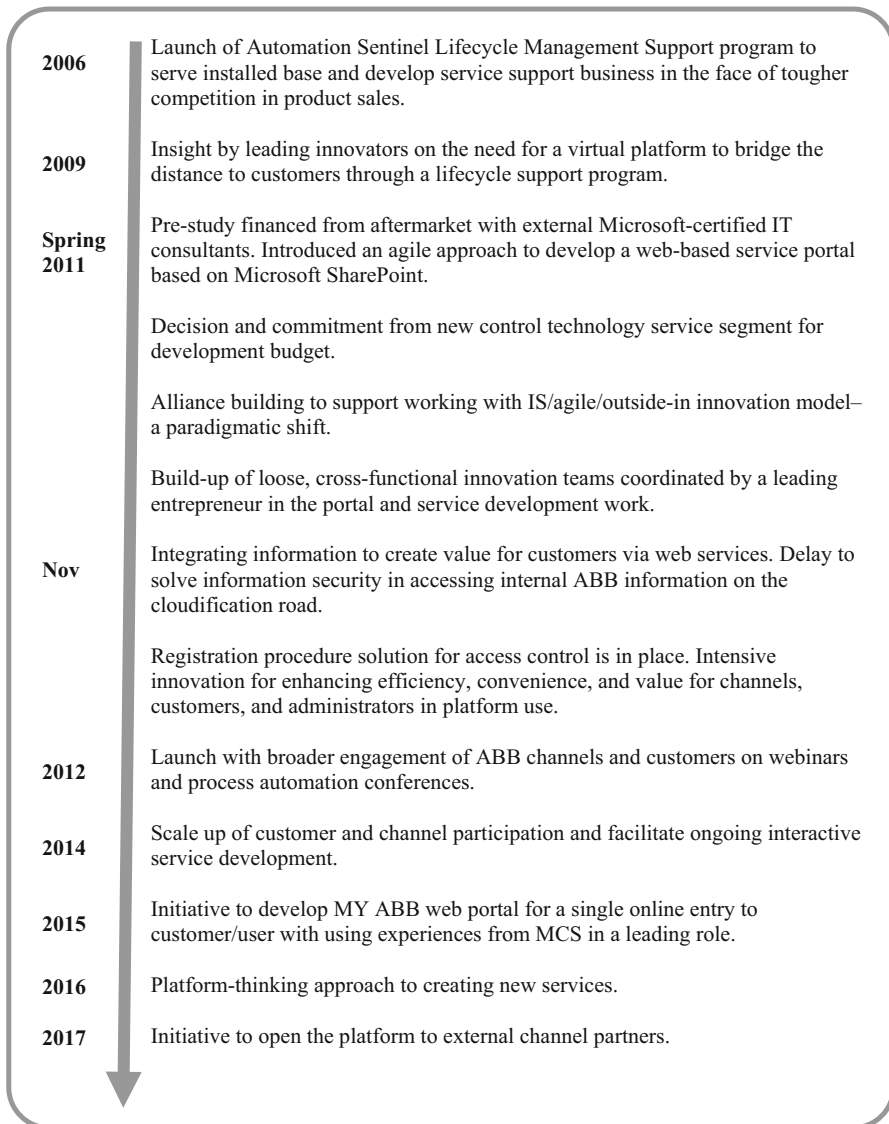 2006
Launch of Automation Sentinel Lifecycle Management Support program to
serve installed base and develop service support business in the face of tougher
competition in product sales.
2009
Insight by leading innovators on the need for a virtual platform to bridge the
distance to customers through a lifecycle support program.
Spring
2011
Pre-study financed from aftermarket with external Microsoft-certified IT
consultants. Introduced an agile approach to develop a web-based service portal
based on Microsoft SharePoint.
Decision and commitment from new control technology service segment for
development budget.
Alliance building to support working with IS/agile/outside-in innovation model–
a paradigmatic shift.
Build-up of loose, cross-functional innovation teams coordinated by a leading
entrepreneur in the portal and service development work.
Nov
Integrating information to create value for customers via web services. Delay to
solve information security in accessing internal ABB information on the
cloudification road.
Registration procedure solution for access control is in place. Intensive
innovation for enhancing efficiency, convenience, and value for channels,
customers, and administrators in platform use.
2012
Launch with broader engagement of ABB channels and customers on webinars
and process automation conferences.
2014
Scale up of customer and channel participation and facilitate ongoing interactive
service development.
2015
Initiative to develop MY ABB web portal for a single online entry to
customer/user with using experiences from MCS in a leading role.
2016
Platform-thinking approach to creating new services.
2017
Initiative to open the platform to external channel partners.